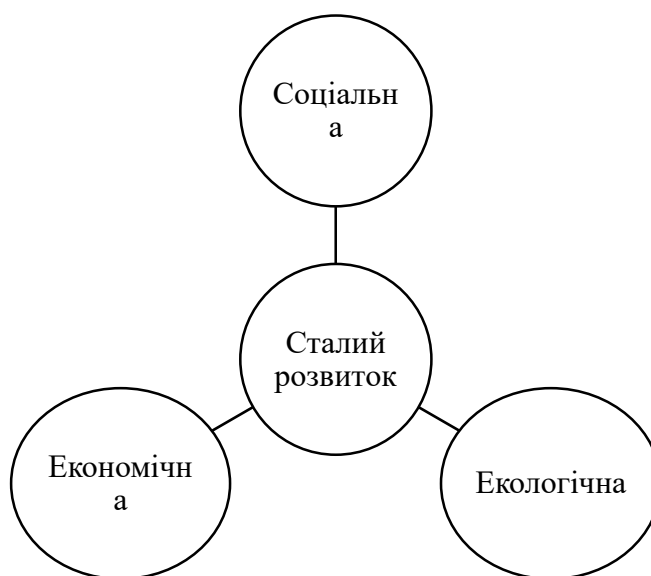 Соціальн
а
Сталий
розвиток
Економічн
а
Екологічна